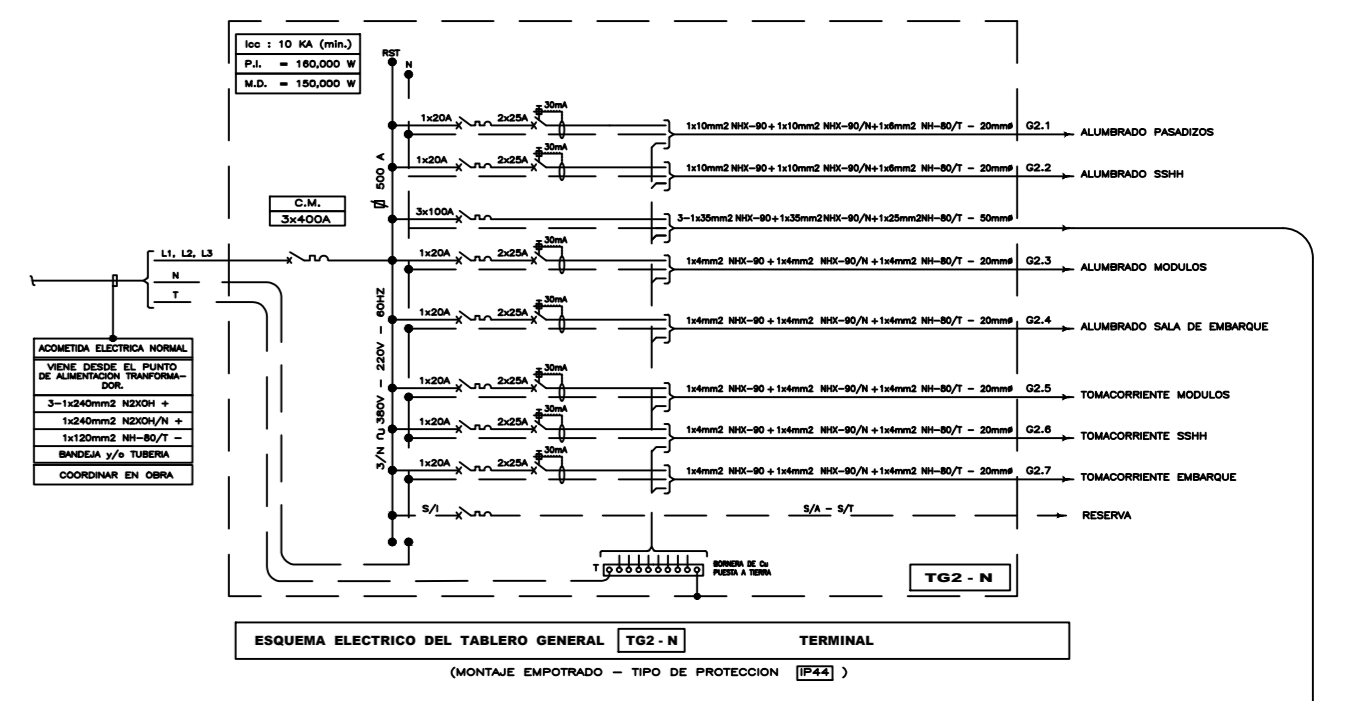 Icc : 10 KA (min.)
P.I. = 160,000 W
M.D. = 150,000 W
RST
N
30mA
1x20A 2x25A
1x10mm2 NHX-90+1x10mm2 NHX-90/N+1x6mm2 NH-80/T - 20mmø G2.1
ALUMBRADO PASADIZOS
30mA
1x20A 2x25A
1x10mm2 NHX-90+1x10mm2 NHX-90/N+1x6mm2 NH-80/T - 20mmø G2.2
ALUMBRADO SSHH
500 A
C.M.
3x400A
3x100A
3-1x35mm2 NHX-90+1x35mm2 NHX-90/N+1x25mm2NH-80/T - 50mmø
L1, L2, L3
N
T
30mA
1x20A 2x25A
1x4mm2 NHX-90 + 1x4mm2 NHX-90/N +1x4mm2 NH-80/T - 20mmø G2.3
ALUMBRADO MODULOS
30mA
1x20A 2x25A
1x4mm2 NHX-90 + 1x4mm2 NHX-90/N +1x4mm2 NH-80/T - 20mmø G2.4
ALUMBRADO SALA DE EMBARQUE
3/N 380V - 220V - 60HZ
ACOMETIDA ELECTRICA NORMAL
VIENE DESDE EL PUNTO
DE ALIMENTACION TRANFORMA-
DOR.
3-1x240mm2 N2XOH +
1x240mm2 N2XOH/N +
1x120mm2 NH-80/T -
BANDEJA y/o TUBERIA
COORDINAR EN OBRA
30mA
1x20A 2x25A
1x4mm2 NHX-90 + 1x4mm2 NHX-90/N +1x4mm2 NH-80/T - 20mmø G2.5
TOMACORRIENTE MODULOS
30mA
1x20A 2x25A
1x4mm2 NHX-90 + 1x4mm2 NHX-90/N +1x4mm2 NH-80/T - 20mmø G2.6
TOMACORRIENTE SSHH
30mA
1x20A 2x25A
1x4mm2 NHX-90 + 1x4mm2 NHX-90/N +1x4mm2 NH-80/T - 20mmø G2.7
TOMACORRIENTE EMBARQUE
S/I
S/A - S/T
RESERVA
T
BORNERA DE Cu
PUESTA A TIERRA
TG2 - N
ESQUEMA ELECTRICO DEL TABLERO GENERAL TG2 - N TERMINAL
(MONTAJE EMPOTRADO - TIPO DE PROTECCION IP44 )